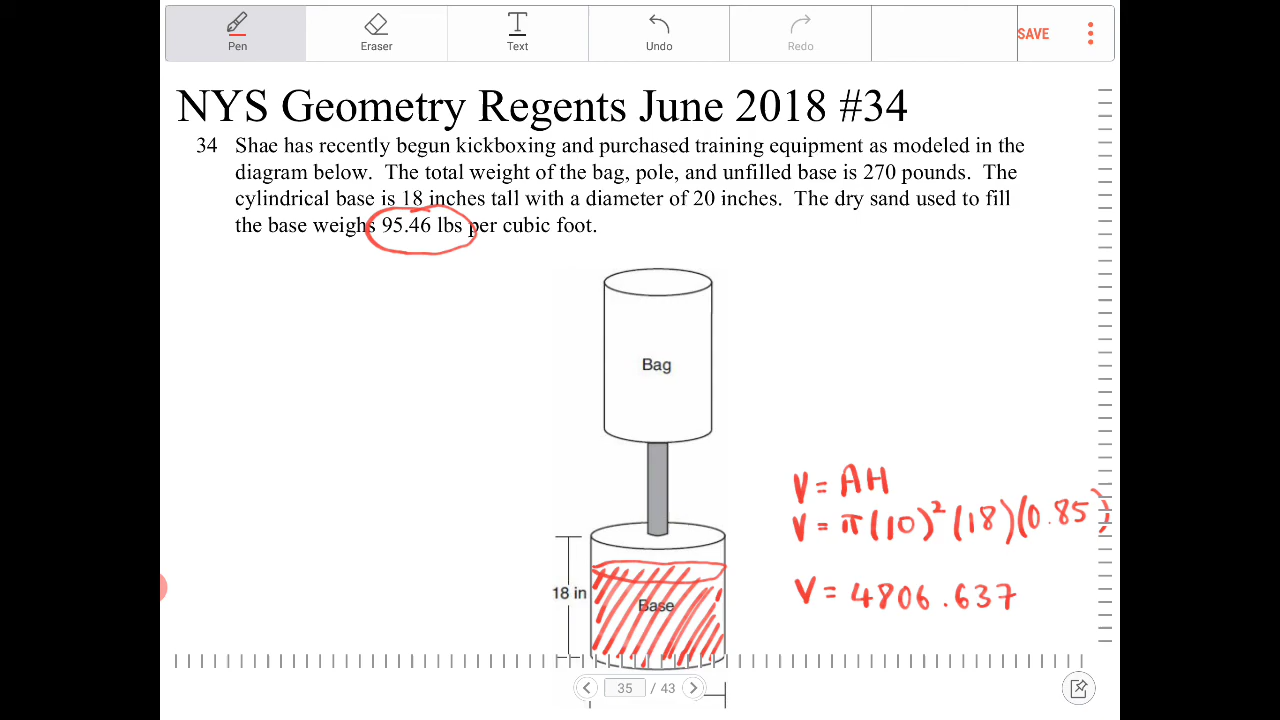 Pen
Eraser
Text
Undo
Redo
SAVE
NYS Geometry Regents June 2018 #34
34 Shae has recently begun kickboxing and purchased training equipment as modeled in the
diagram below. The total weight of the bag, pole, and unfilled base is 270 pounds. The
cylindrical base is 18 inches tall with a diameter of 20 inches. The dry sand used to fill
the base weighs 95.46 lbs per cubic foot.
Bag
V = AH
V = π(10)²(18)(0.85)
18 in
Base
V = 4806.637
35 / 43